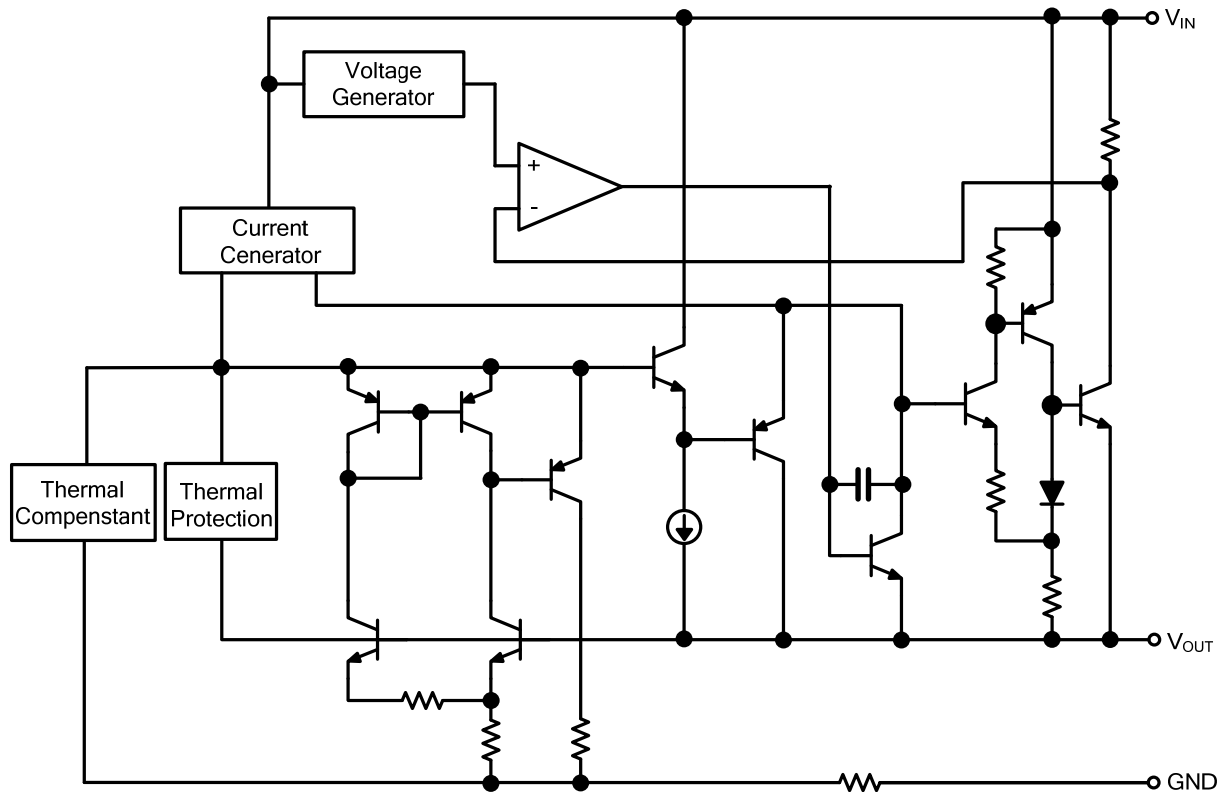 V_IN
Voltage
Generator
+
-
Current
Cenerator
Thermal
Compenstant
Thermal
Protection
V_OUT
GND